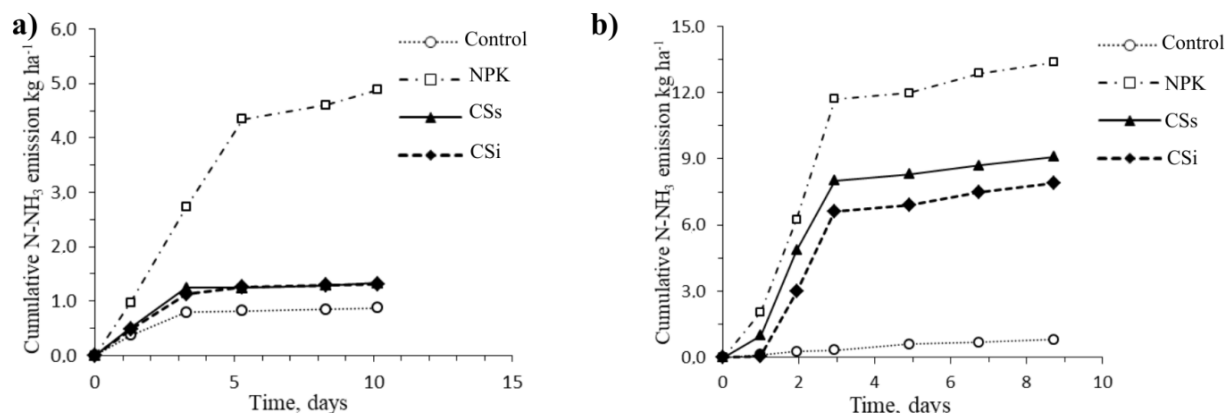 a)
Cumulative N-NH3 emission kg ha-1
6.0
5.0
4.0
3.0
2.0
1.0
0.0
0
5
10
15
Time, days
Control
NPK
CSs
CSi
b)
Cumulative N-NH3 emission kg ha-1
15.0
12.0
9.0
6.0
3.0
0.0
0
2
4
6
8
10
Time, days
Control
NPK
CSs
CSi